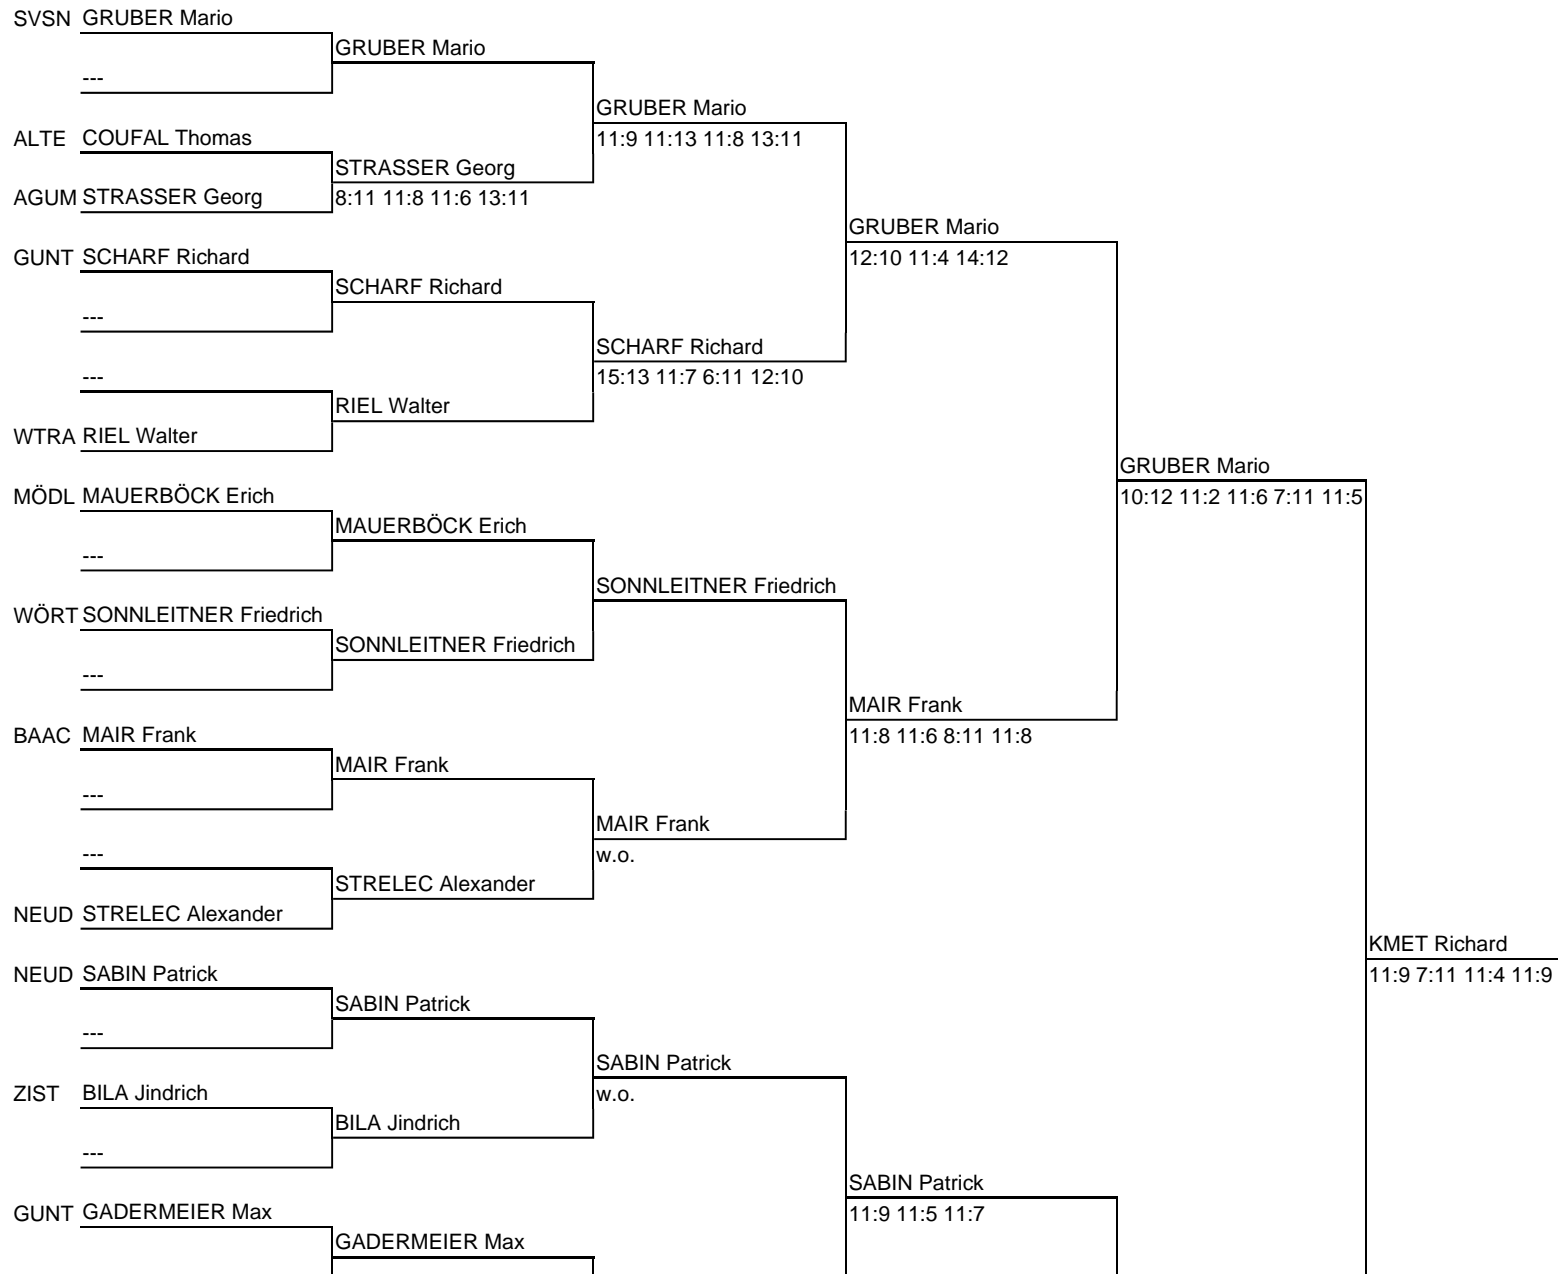 SVSN GRUBER Mario
GRUBER Mario
---
GRUBER Mario
ALTE COUFAL Thomas
11:9 11:13 11:8 13:11
STRASSER Georg
AGUM STRASSER Georg
8:11 11:8 11:6 13:11
GRUBER Mario
GUNT SCHARF Richard
12:10 11:4 14:12
SCHARF Richard
---
SCHARF Richard
---
15:13 11:7 6:11 12:10
RIEL Walter
WTRA RIEL Walter
GRUBER Mario
MÖDL MAUERBÖCK Erich
10:12 11:2 11:6 7:11 11:5
MAUERBÖCK Erich
---
SONNLEITNER Friedrich
WÖRT SONNLEITNER Friedrich
SONNLEITNER Friedrich
---
MAIR Frank
BAAC MAIR Frank
11:8 11:6 8:11 11:8
MAIR Frank
---
MAIR Frank
---
w.o.
STRELEC Alexander
NEUD STRELEC Alexander
KMET Richard
NEUD SABIN Patrick
11:9 7:11 11:4 11:9
SABIN Patrick
---
SABIN Patrick
ZIST BILA Jindrich
w.o.
BILA Jindrich
---
SABIN Patrick
GUNT GADERMEIER Max
11:9 11:5 11:7
GADERMEIER Max